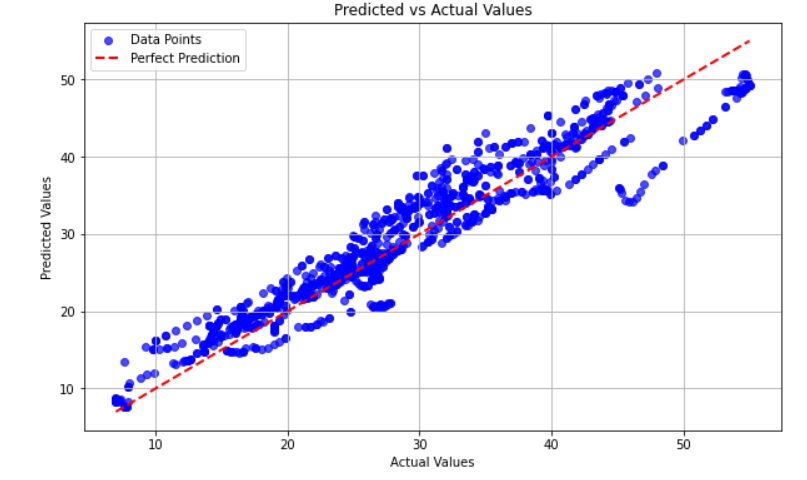 Predicted vs Actual Values
Data Points
Perfect Prediction
50
40
30
20
10
Predicted Values
10 20 30 40 50
Actual Values